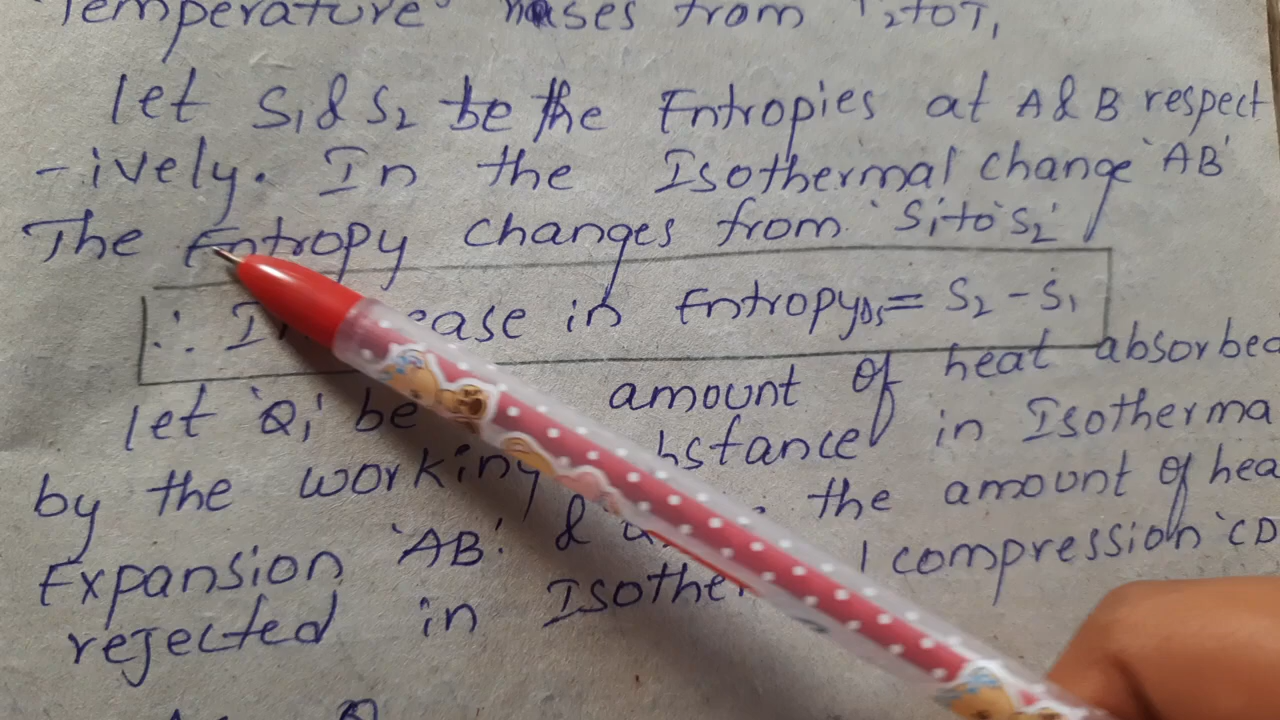 Temperature rises from T₂ to T₁
let S₁ & S₂ be the Entropies at A & B respect
-ively. In the Isothermal change 'AB'
The Entropy changes from 'S₁ to S₂'
∴ ease in Entropy Ds = S₂ - S₁
let 'Q₁' be amount of heat absorbed
by the working bstance in Isotherma
Expansion 'AB' & the amount of hea
rejected in Isother l compression 'CD